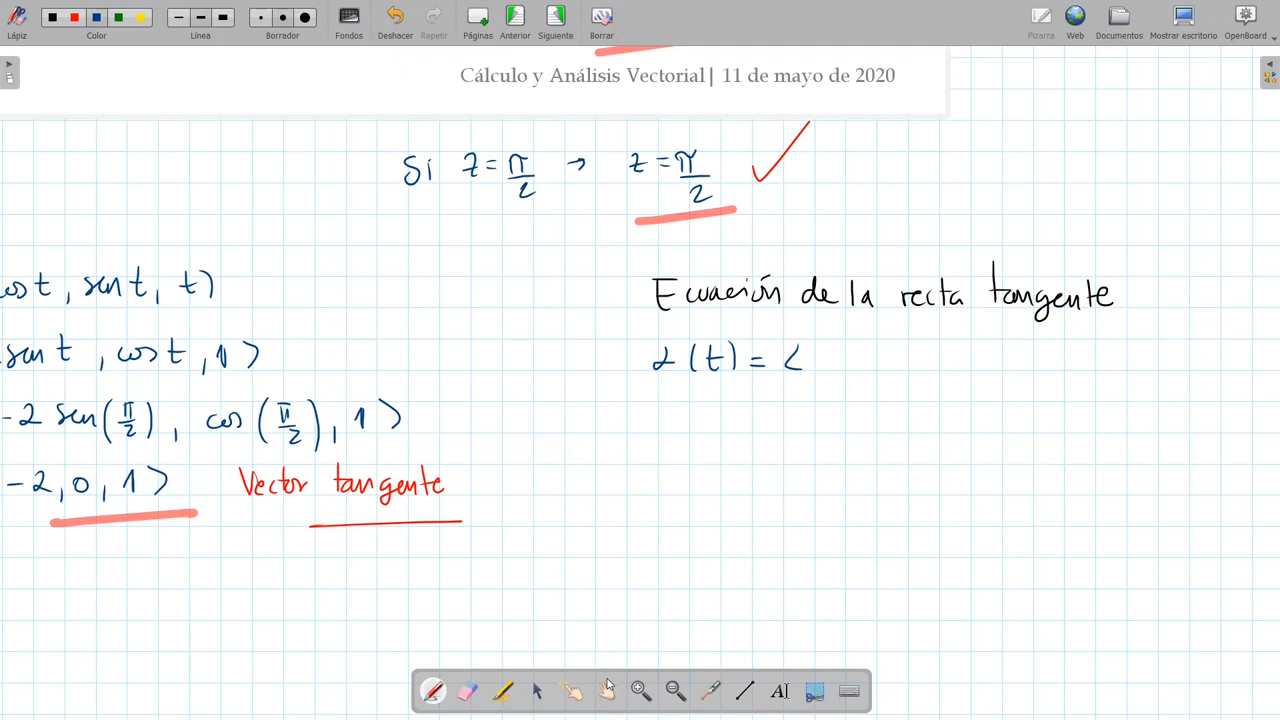 Lápiz Color Línea Borrador Fondos Deshacer Repetir Páginas Anterior Siguiente Borrar Pizarra Web Documentos Mostrar escritorio OpenBoard
Cálculo y Análisis Vectorial| 11 de mayo de 2020
Si z = π/2 → z = π/2 ✓
cos t, sen t, t)
sen t, cos t, 1>
-2 sen(π/2), cos(π/2), 1>
-2, 0, 1> Vector tangente
Ecuación de la recta tangente
α(t) = <